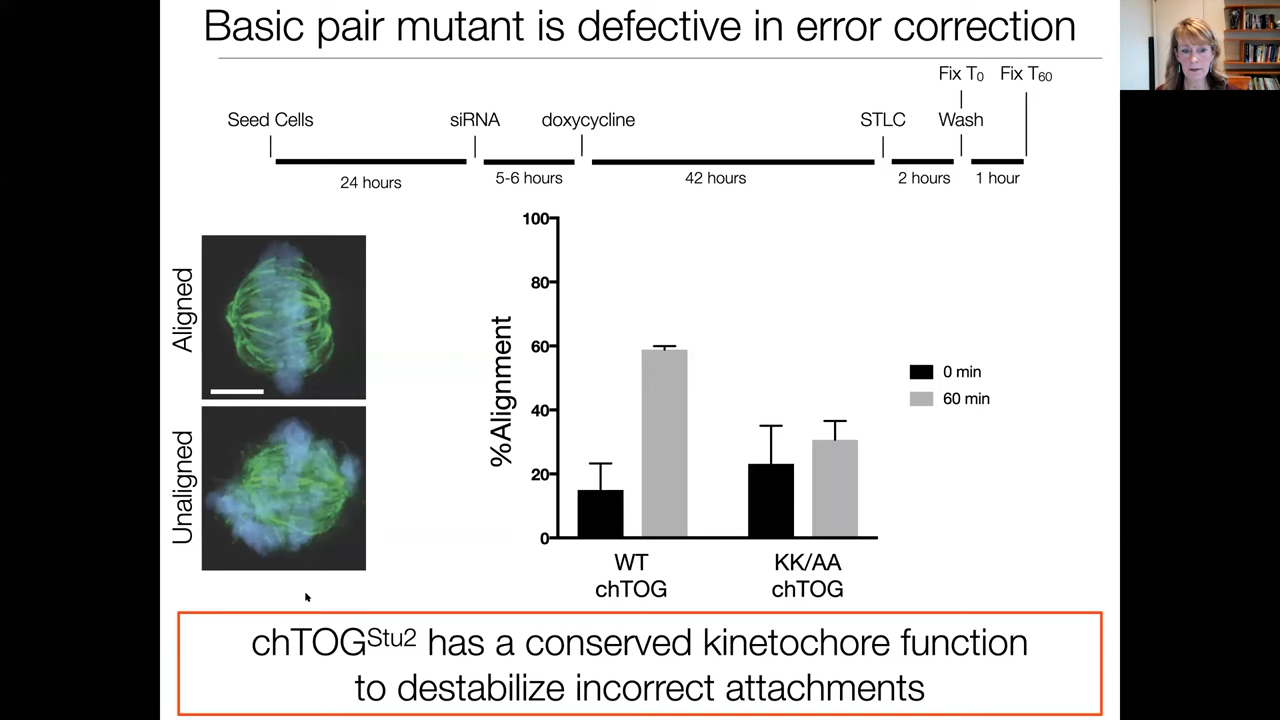 Basic pair mutant is defective in error correction
Fix T0 Fix T60
Seed Cells siRNA doxycycline STLC Wash
24 hours 5-6 hours 42 hours 2 hours 1 hour
Aligned
Unaligned
%Alignment
100
80
60
40
20
0
WT chTOG
KK/AA chTOG
0 min
60 min
chTOGStu2 has a conserved kinetochore function
to destabilize incorrect attachments